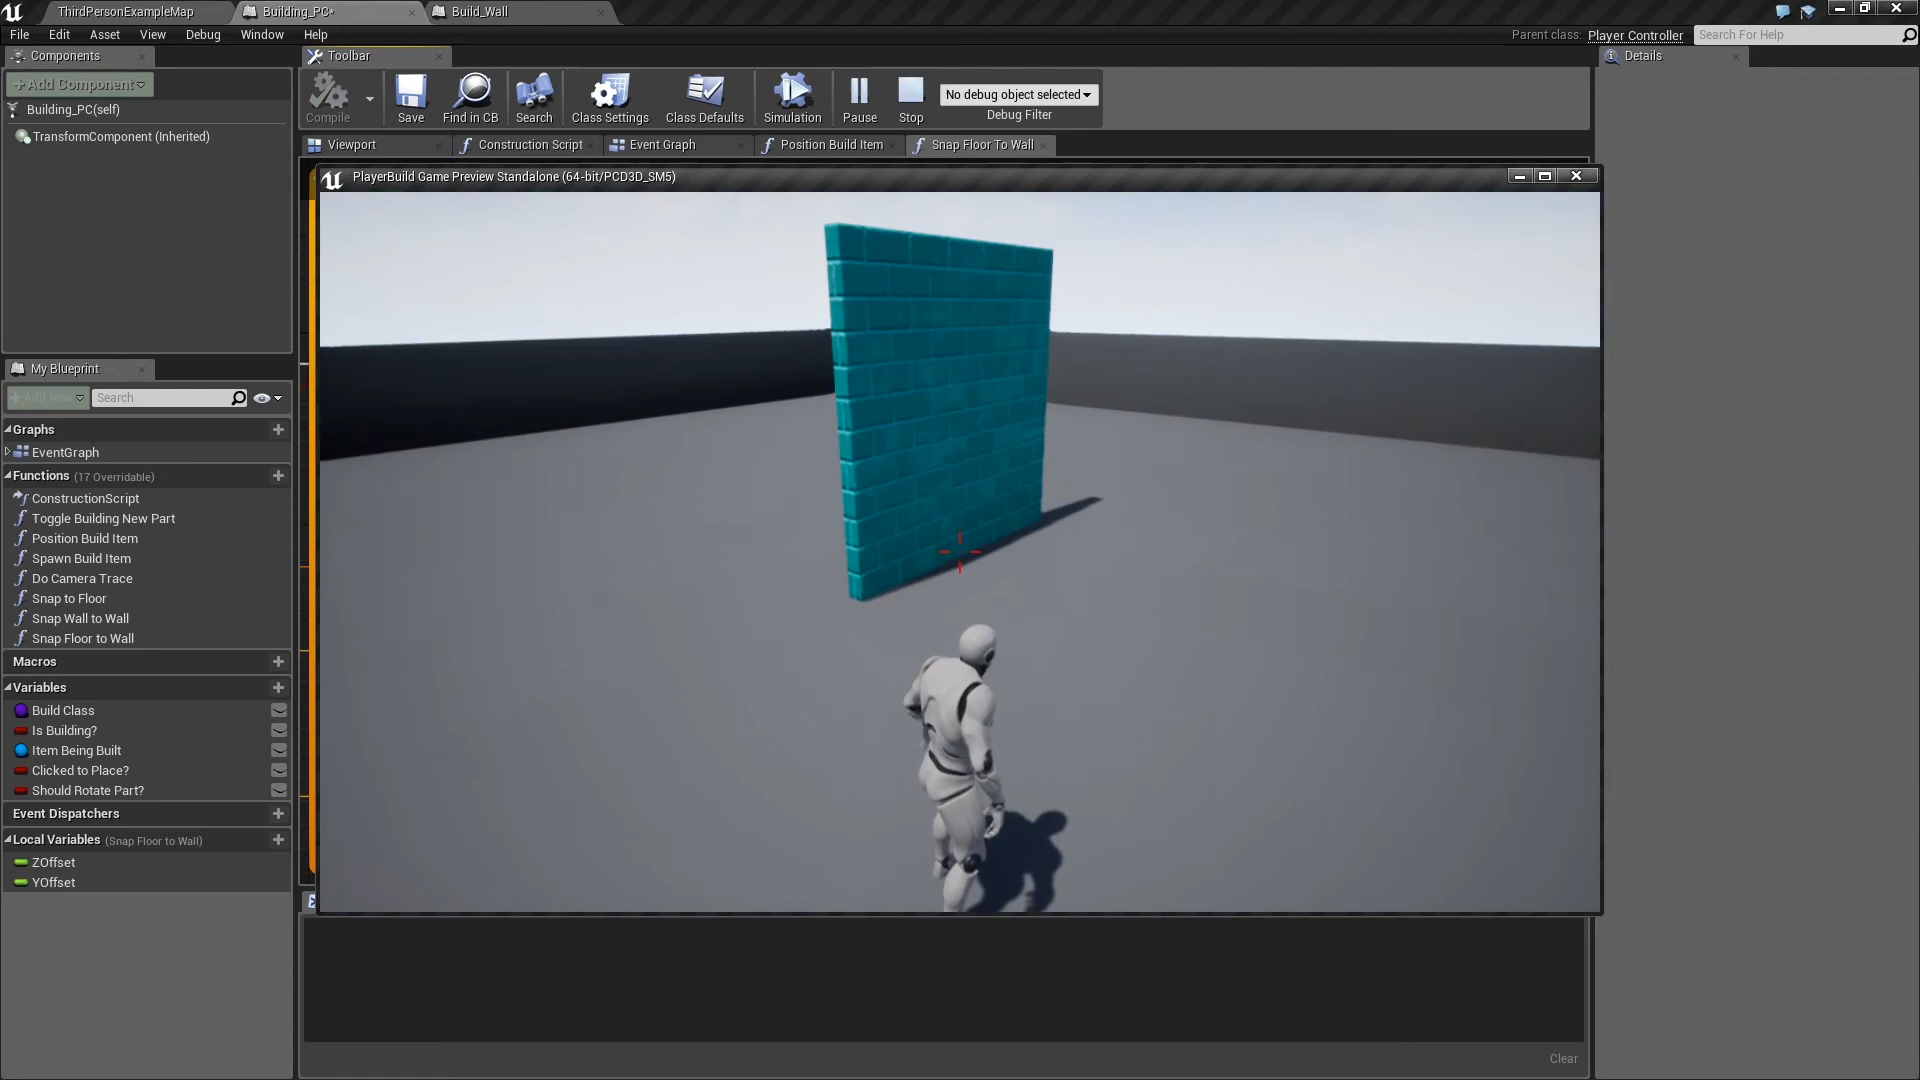 ThirdPersonExampleMap
Building_PC*
Build_Wall
File Edit Asset View Debug Window Help
Parent class: Player Controller
Search For Help
Components
Toolbar
Details
+Add Component
Compile
Save
Find in CB
Search
Class Settings
Class Defaults
Simulation
Pause
Stop
No debug object selected
Debug Filter
Building_PC(self)
TransformComponent (Inherited)
Viewport
Construction Script
Event Graph
Position Build Item
Snap Floor To Wall
PlayerBuild Game Preview Standalone (64-bit/PCD3D_SM5)
My Blueprint
+ Add New
Search
Graphs
EventGraph
Functions (17 Overridable)
ConstructionScript
Toggle Building New Part
Position Build Item
Spawn Build Item
Do Camera Trace
Snap to Floor
Snap Wall to Wall
Snap Floor to Wall
Macros
Variables
Build Class
Is Building?
Item Being Built
Clicked to Place?
Should Rotate Part?
Event Dispatchers
Local Variables (Snap Floor to Wall)
ZOffset
YOffset
Clear